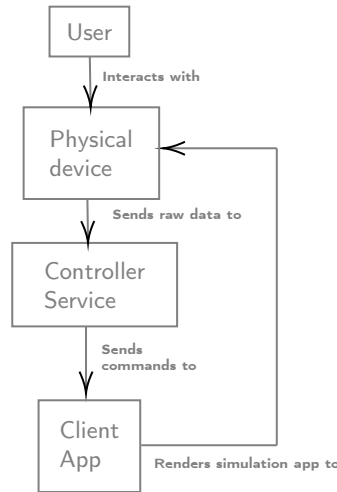 User
Interacts with
Physical
device
Sends raw data to
Controller
Service
Sends
commands to
Client
App
Renders simulation app to